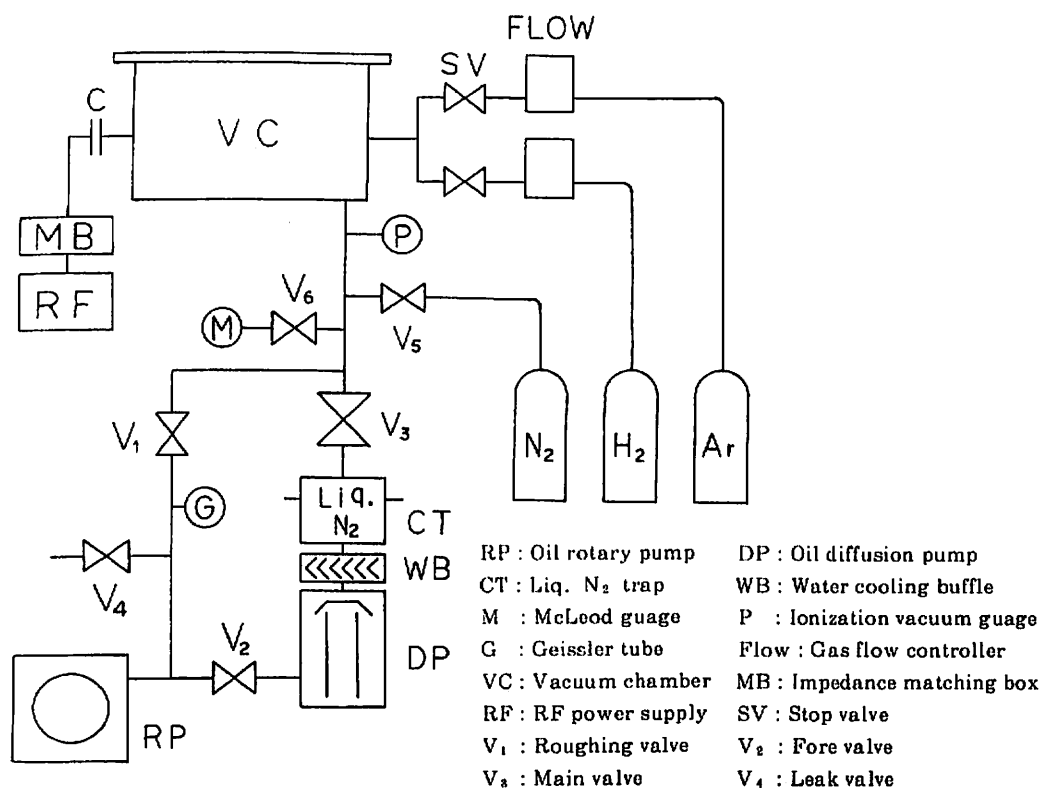 FLOW
SV
C
V C
MB
P
RF
V₆
M
V₅
V₁
V₃
N₂
H₂
Ar
Liq.
N₂
G
CT
WB
V₄
V₂
DP
RP
RP : Oil rotary pump DP : Oil diffusion pump
CT : Liq. N₂ trap WB : Water cooling buffle
M : McLeod guage P : Ionization vacuum guage
G : Geissler tube Flow : Gas flow controller
VC : Vacuum chamber MB : Impedance matching box
RF : RF power supply SV : Stop valve
V₁ : Roughing valve V₂ : Fore valve
V₃ : Main valve V₄ : Leak valve